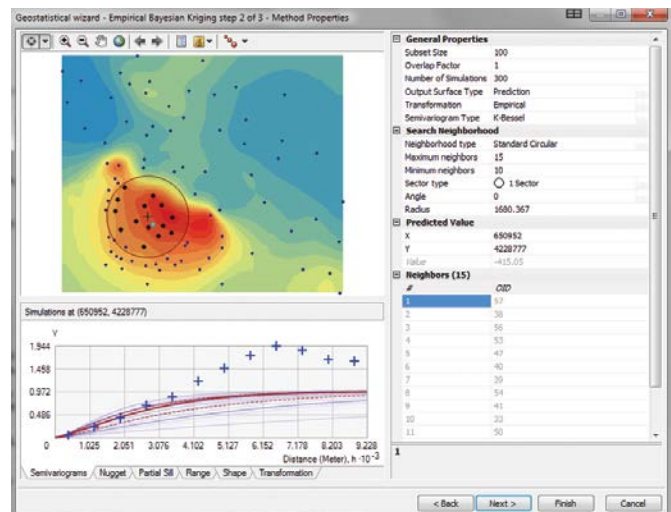 Geostatistical wizard - Empirical Bayesian Kriging step 2 of 3 - Method Properties
General Properties
Subset Size 100
Overlap Factor 1
Number of Simulations 300
Output Surface Type Prediction
Transformation Empirical
Semivariogram Type K-Bessel
Search Neighborhood
Neighborhood type Standard Circular
Maximum neighbors 15
Minimum neighbors 10
Sector type 1 Sector
Angle 0
Radius 1680.367
Predicted Value
X 650952
Y 4228777
Value -415.05
Neighbors (15)
# OID
1 57
2 38
3 56
4 53
5 47
6 40
7 39
8 54
9 41
10 33
11 50
1
Simulations at (650952, 4228777)
γ
1.944
1.458
0.972
0.486
0 1.025 2.051 3.076 4.102 5.127 6.152 7.178 8.203 9.228
Distance (Meter), h ·10⁻³
Semivariograms Nugget Partial Sill Range Shape Transformation
< Back Next > Finish Cancel